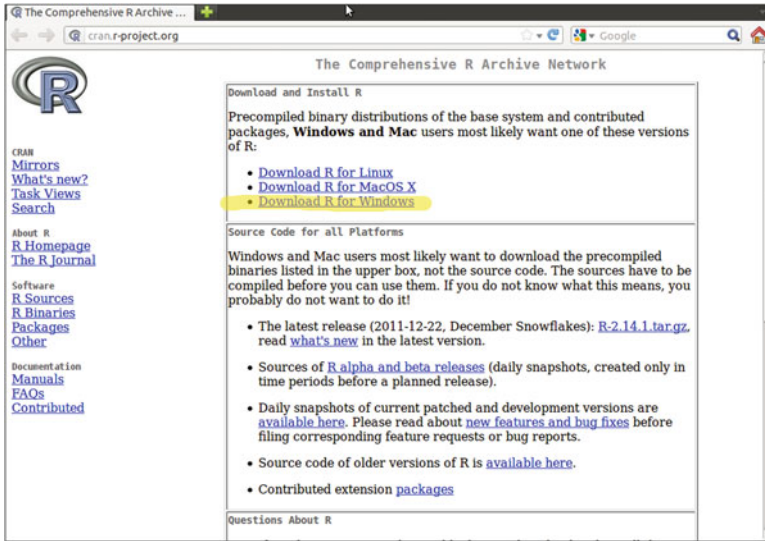 The Comprehensive R Archive ...
cran.r-project.org
Google
R
The Comprehensive R Archive Network
CRAN
Mirrors
What's new?
Task Views
Search
About R
R Homepage
The R Journal
Software
R Sources
R Binaries
Packages
Other
Documentation
Manuals
FAQs
Contributed
Download and Install R
Precompiled binary distributions of the base system and contributed
packages, Windows and Mac users most likely want one of these versions
of R:
• Download R for Linux
• Download R for MacOS X
• Download R for Windows
Source Code for all Platforms
Windows and Mac users most likely want to download the precompiled
binaries listed in the upper box, not the source code. The sources have to be
compiled before you can use them. If you do not know what this means, you
probably do not want to do it!
• The latest release (2011-12-22, December Snowflakes): R-2.14.1.tar.gz,
read what's new in the latest version.
• Sources of R alpha and beta releases (daily snapshots, created only in
time periods before a planned release).
• Daily snapshots of current patched and development versions are
available here. Please read about new features and bug fixes before
filing corresponding feature requests or bug reports.
• Source code of older versions of R is available here.
• Contributed extension packages
Questions About R